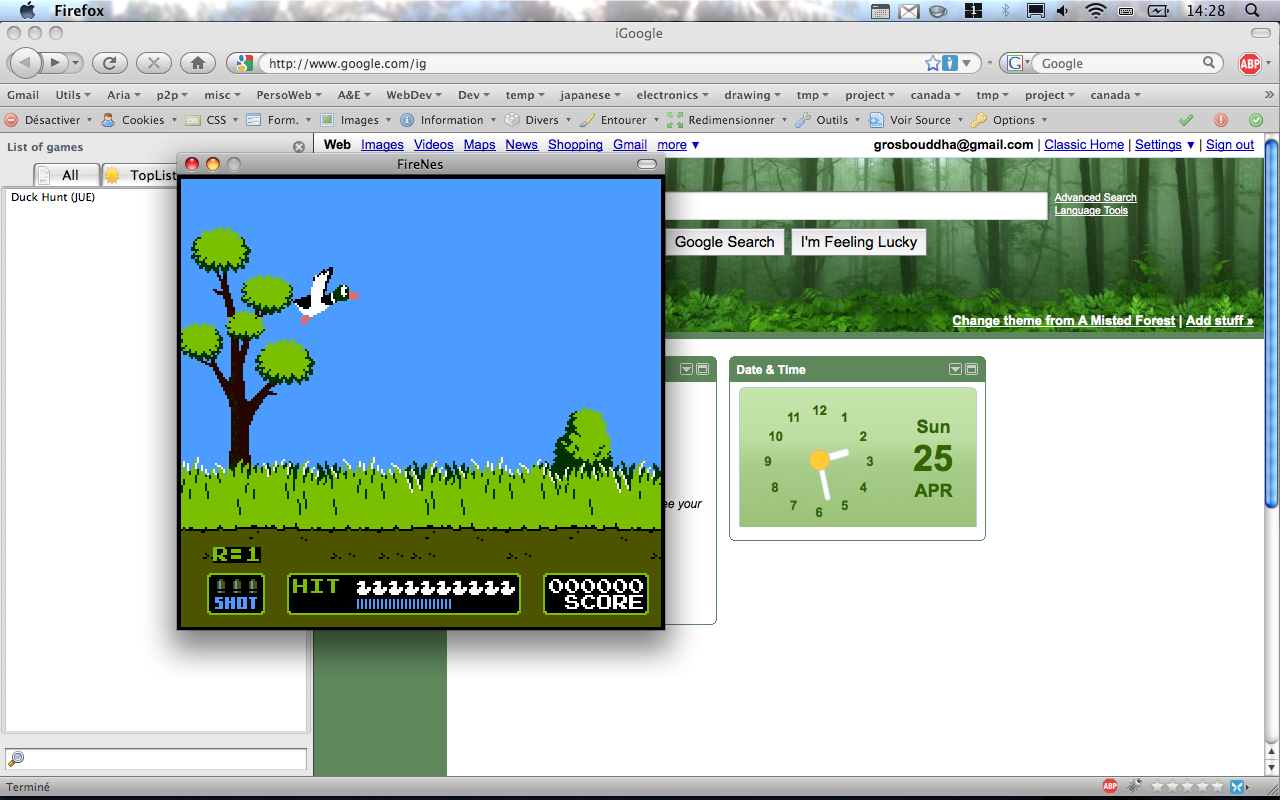 Firefox
1
14:28
iGoogle
http://www.google.com/ig
G
Google
ABP
Gmail Utils Aria p2p misc PersoWeb A&E WebDev Dev temp japanese electronics drawing tmp project canada tmp project canada »
Désactiver Cookies CSS Form. Images Information Divers Entourer Redimensionner Outils Voir Source Options
List of games
Web Images Videos Maps News Shopping Gmail more ▼
grosbouddha@gmail.com | Classic Home | Settings ▼ | Sign out
All TopList
FireNes
Duck Hunt (JUE)
Advanced Search
Language Tools
Google Search I'm Feeling Lucky
Change theme from A Misted Forest | Add stuff »
Date & Time
12
11 1
10 2
9 3
8 4
7 5
6
Sun
25
APR
ee your
R=1
SHOT
HIT
000000
SCORE
Terminé
ABP